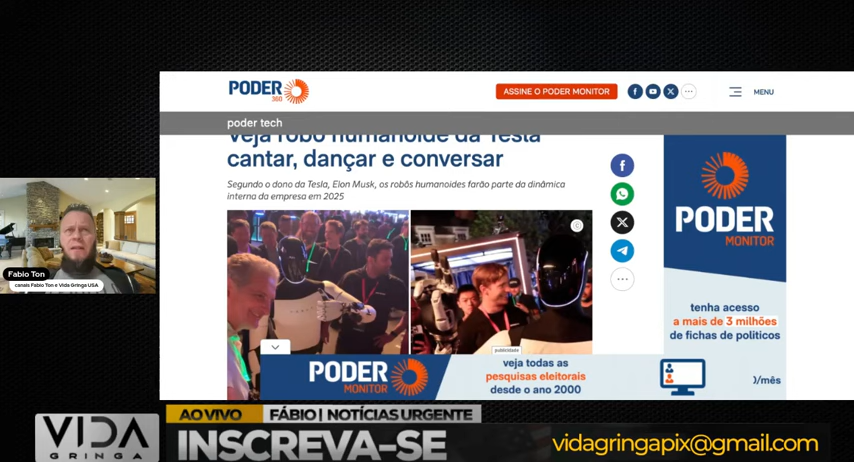 PODER
360
ASSINE O PODER MONITOR
MENU
poder tech
Veja robô humanoide da Tesla
cantar, dançar e conversar
Segundo o dono da Tesla, Elon Musk, os robôs humanoides farão parte da dinâmica
interna da empresa em 2025
PODER
MONITOR
tenha acesso
a mais de 3 milhões
de fichas de políticos
Fabio Ton
canais Fabio Ton e Vida Gringa USA
publicidade
PODER
MONITOR
veja todas as
pesquisas eleitorais
desde o ano 2000
)/mês
VIDA
GRINGA
AO VIVO
FÁBIO | NOTÍCIAS URGENTE
INSCREVA-SE
vidagringapix@gmail.com